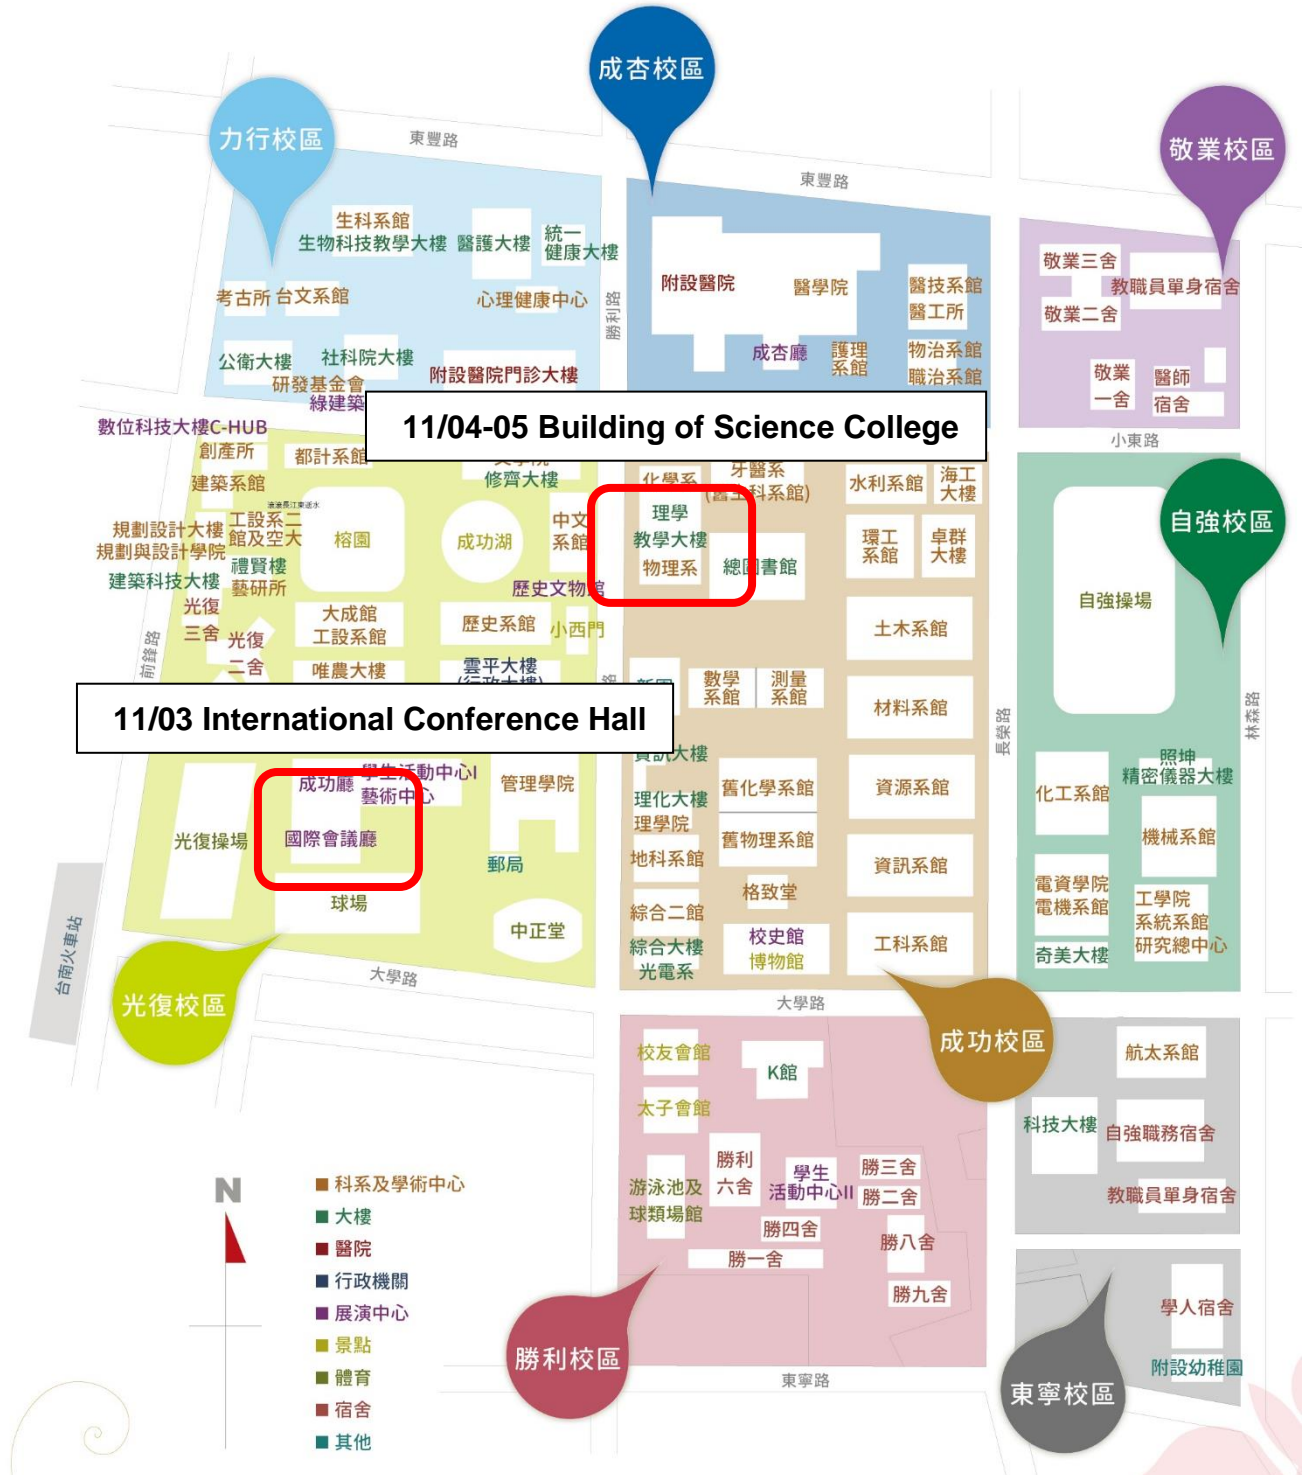 成杏校區
力行校區
敬業校區
東豐路
東豐路
生科系館
生物科技教學大樓
醫護大樓
統一
健康大樓
考古所
台文系館
心理健康中心
勝利路
附設醫院
醫學院
醫技系館
醫工所
成杏廳
護理
系館
物治系館
職治系館
敬業三舍
教職員單身宿舍
敬業二舍
敬業
一舍
醫師
宿舍
公衛大樓
社科院大樓
研發基金會
綠建築
附設醫院門診大樓
11/04-05 Building of Science College
小東路
數位科技大樓C-HUB
創產所
都計系館
建築系館
修齊大樓
化學系
牙醫系
(醫生科系館)
水利系館
海工
大樓
滾滾長江東逝水
規劃設計大樓
規劃與設計學院
工設系二
館及空大
榕園
成功湖
中文
系館
理學
教學大樓
物理系
總圖書館
環工
系館
卓群
大樓
自強校區
建築科技大樓
禮賢樓
藝研所
歷史文物館
光復
三舍
光復
二舍
大成館
工設系館
歷史系館
小西門
土木系館
自強操場
前鋒路
唯農大樓
雲平大樓
(行政大樓)
路
數學
系館
測量
系館
材料系館
長榮路
林森路
11/03 International Conference Hall
成功廳
學生活動中心I
藝術中心
管理學院
資訊大樓
理化大樓
理學院
舊化學系館
資源系館
化工系館
照坤
精密儀器大樓
光復操場
國際會議廳
郵局
地科系館
舊物理系館
資訊系館
機械系館
球場
中正堂
格致堂
綜合二館
綜合大樓
光電系
校史館
博物館
工科系館
電資學院
電機系館
工學院
系統系館
研究總中心
奇美大樓
台南火車站
光復校區
大學路
大學路
成功校區
校友會館
K館
太子會館
航太系館
科技大樓
自強職務宿舍
教職員單身宿舍
游泳池及
球類場館
勝利
六舍
學生
活動中心II
勝三舍
勝二舍
勝四舍
勝一舍
勝八舍
勝九舍
學人宿舍
附設幼稚園
勝利校區
東寧路
東寧校區
N
科系及學術中心
大樓
醫院
行政機關
展演中心
景點
體育
宿舍
其他